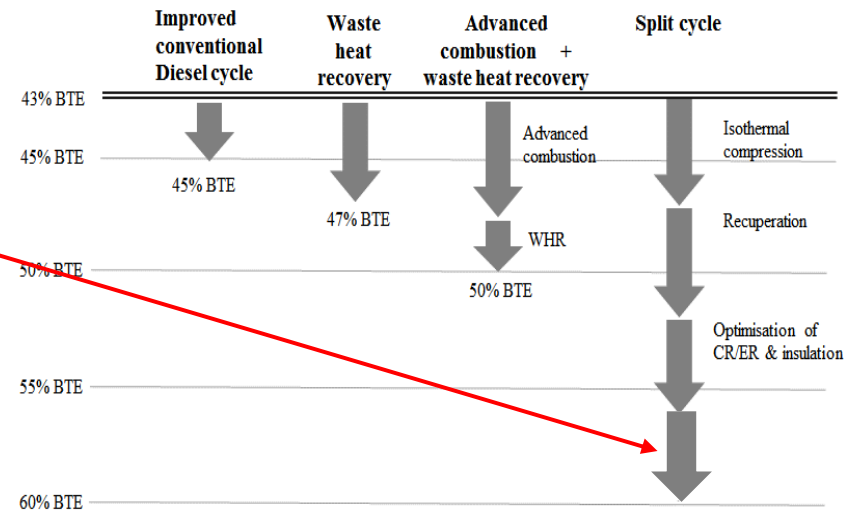 Improved
conventional
Diesel cycle
Waste
heat
recovery
Advanced
combustion +
waste heat recovery
Split cycle
43% BTE
45% BTE
50% BTE
55% BTE
60% BTE
45% BTE
47% BTE
Advanced
combustion
WHR
50% BTE
Isothermal
compression
Recuperation
Optimisation of
CR/ER & insulation